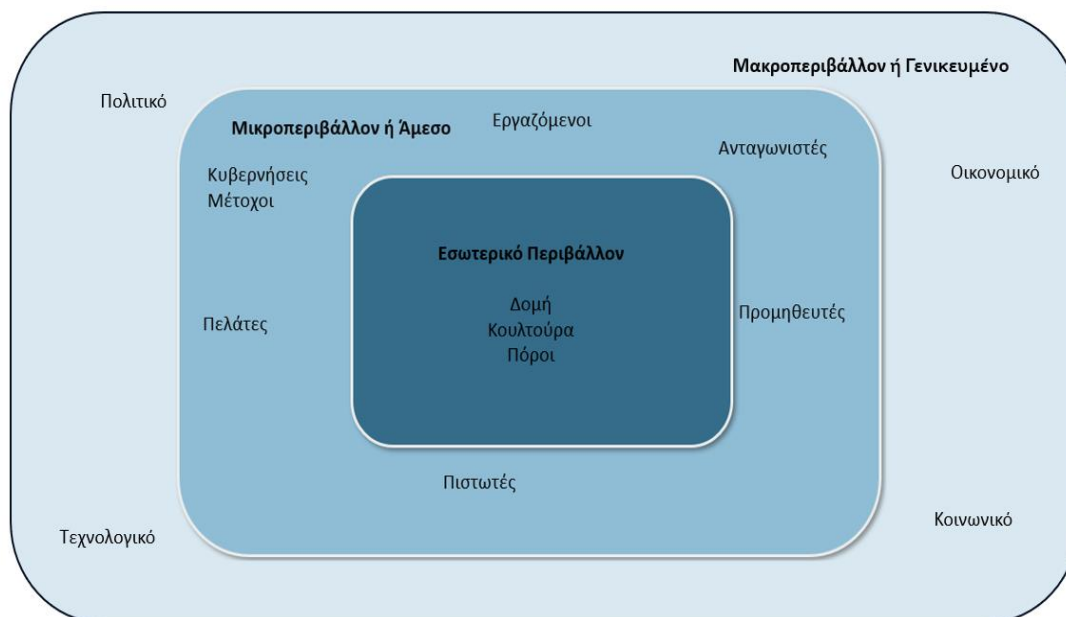 Μακροπεριβάλλον ή Γενικευμένο
Πολιτικό
Μικροπεριβάλλον ή Άμεσο
Εργαζόμενοι
Ανταγωνιστές
Οικονομικό
Κυβερνήσεις
Μέτοχοι
Εσωτερικό Περιβάλλον
Δομή
Κουλτούρα
Πόροι
Πελάτες
Προμηθευτές
Πιστωτές
Τεχνολογικό
Κοινωνικό